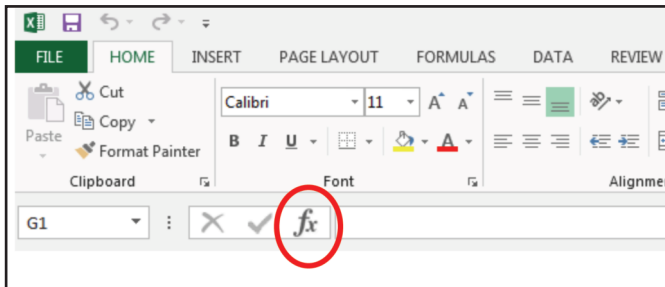 FILE HOME INSERT PAGE LAYOUT FORMULAS DATA REVIEW
Cut
Calibri 11 A A
Copy
Paste
B I U A
Format Painter
Clipboard Font Alignme
G1 fx